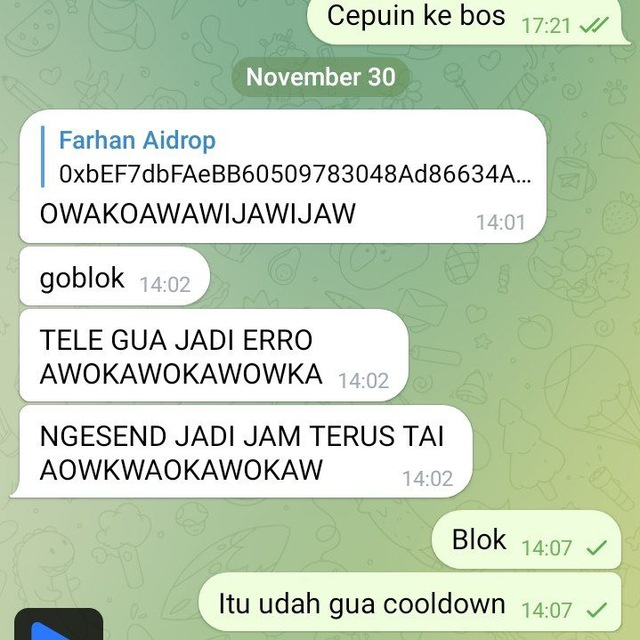 Cepuin ke bos 17:21
November 30
Farhan Aidrop
0xbEF7dbFAeBB60509783048Ad86634A...
OWAKOAWAWIJAWIJAW 14:01
goblok 14:02
TELE GUA JADI ERRO
AWOKAWOKAWOWKA 14:02
NGESEND JADI JAM TERUS TAI
AOWKWAOKAWOKAW 14:02
Blok 14:07
Itu udah gua cooldown 14:07